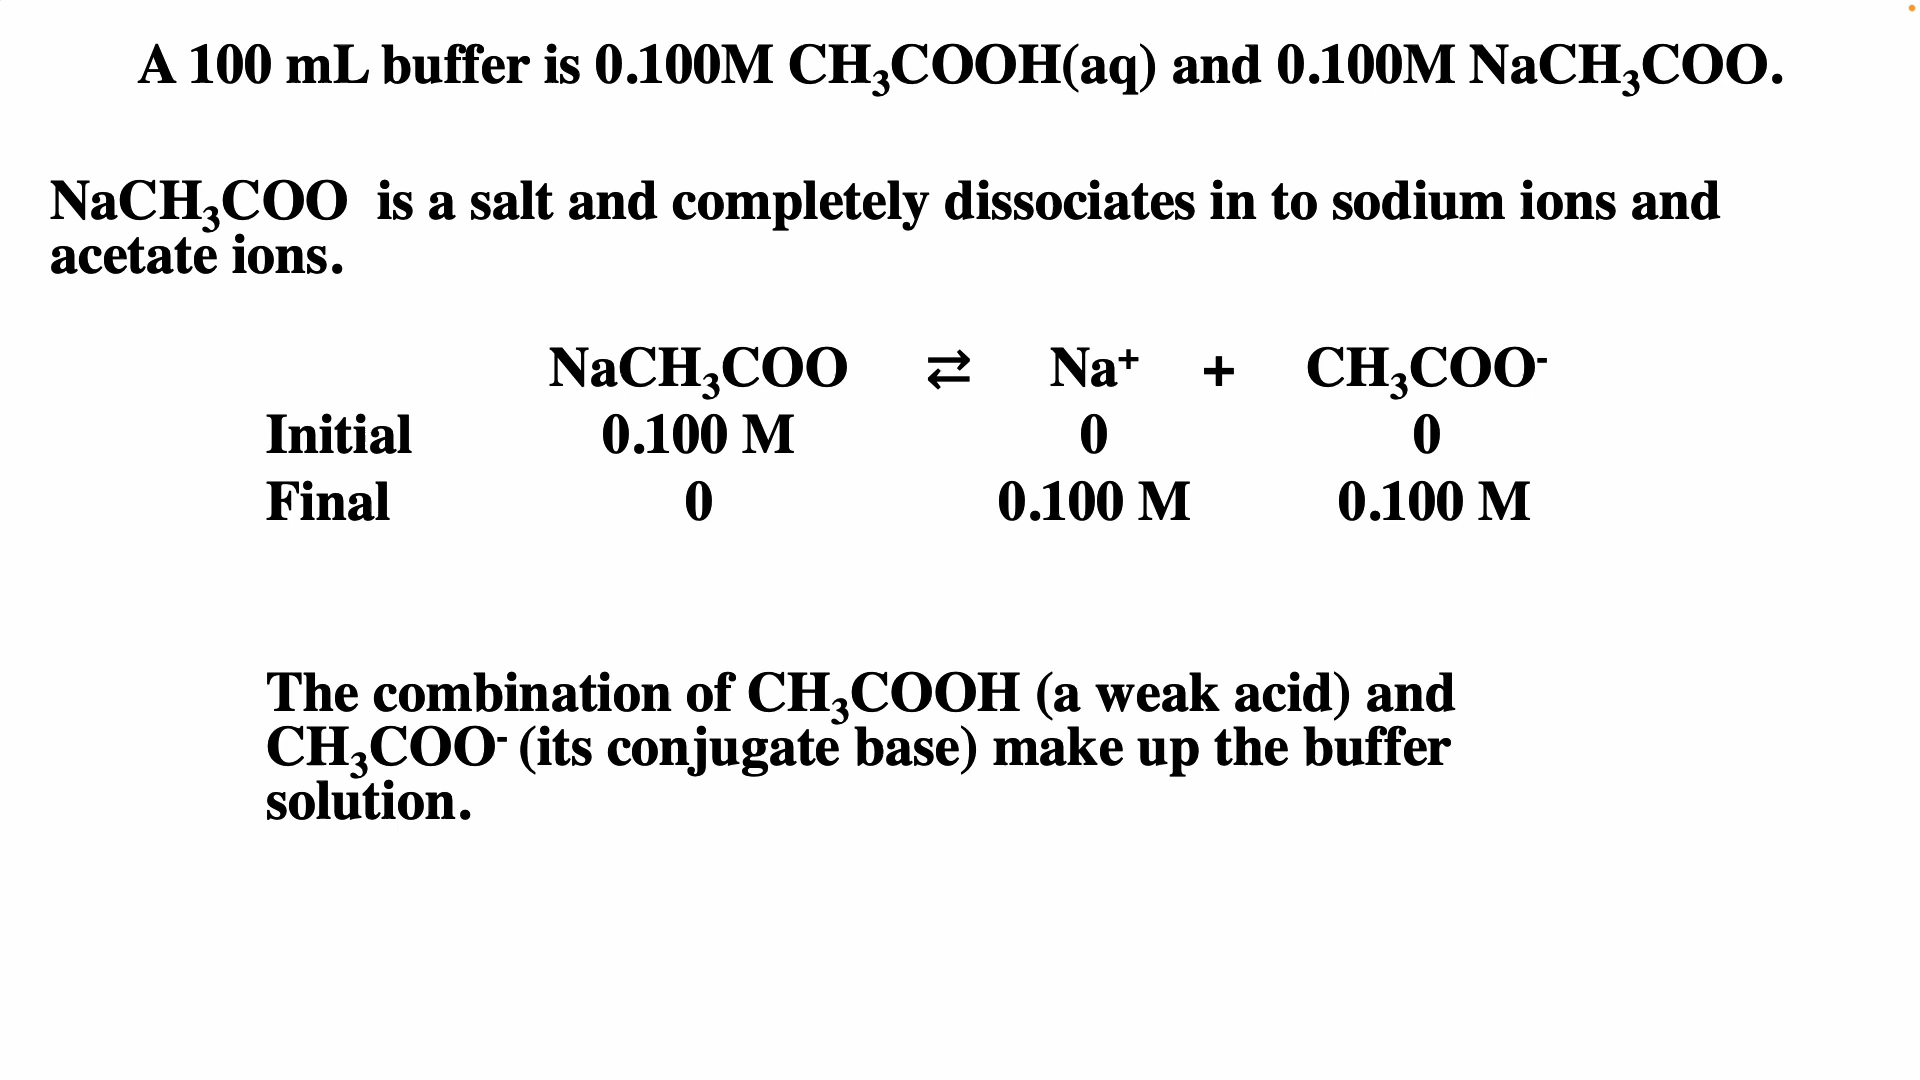 A 100 mL buffer is 0.100M CH₃COOH(aq) and 0.100M NaCH₃COO.
NaCH₃COO is a salt and completely dissociates in to sodium ions and
acetate ions.
NaCH₃COO ⇄ Na⁺ + CH₃COO⁻
Initial 0.100 M 0 0
Final 0 0.100 M 0.100 M
The combination of CH₃COOH (a weak acid) and
CH₃COO⁻ (its conjugate base) make up the buffer
solution.